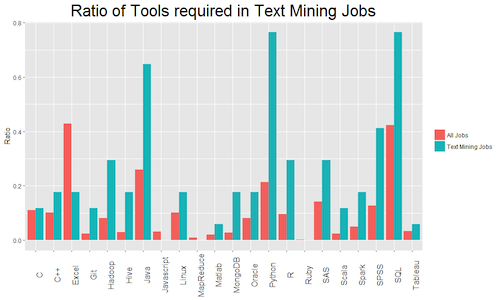 Ratio of Tools required in Text Mining Jobs
0.8
0.6
0.4
0.2
0.0
Ratio
C
C++
Excel
Git
Hadoop
Hive
Java
Javascript
Linux
MapReduce
Matlab
MongoDB
Oracle
Python
R
Ruby
SAS
Scala
Spark
SPSS
SQL
Tableau
All Jobs
Text Mining Jobs